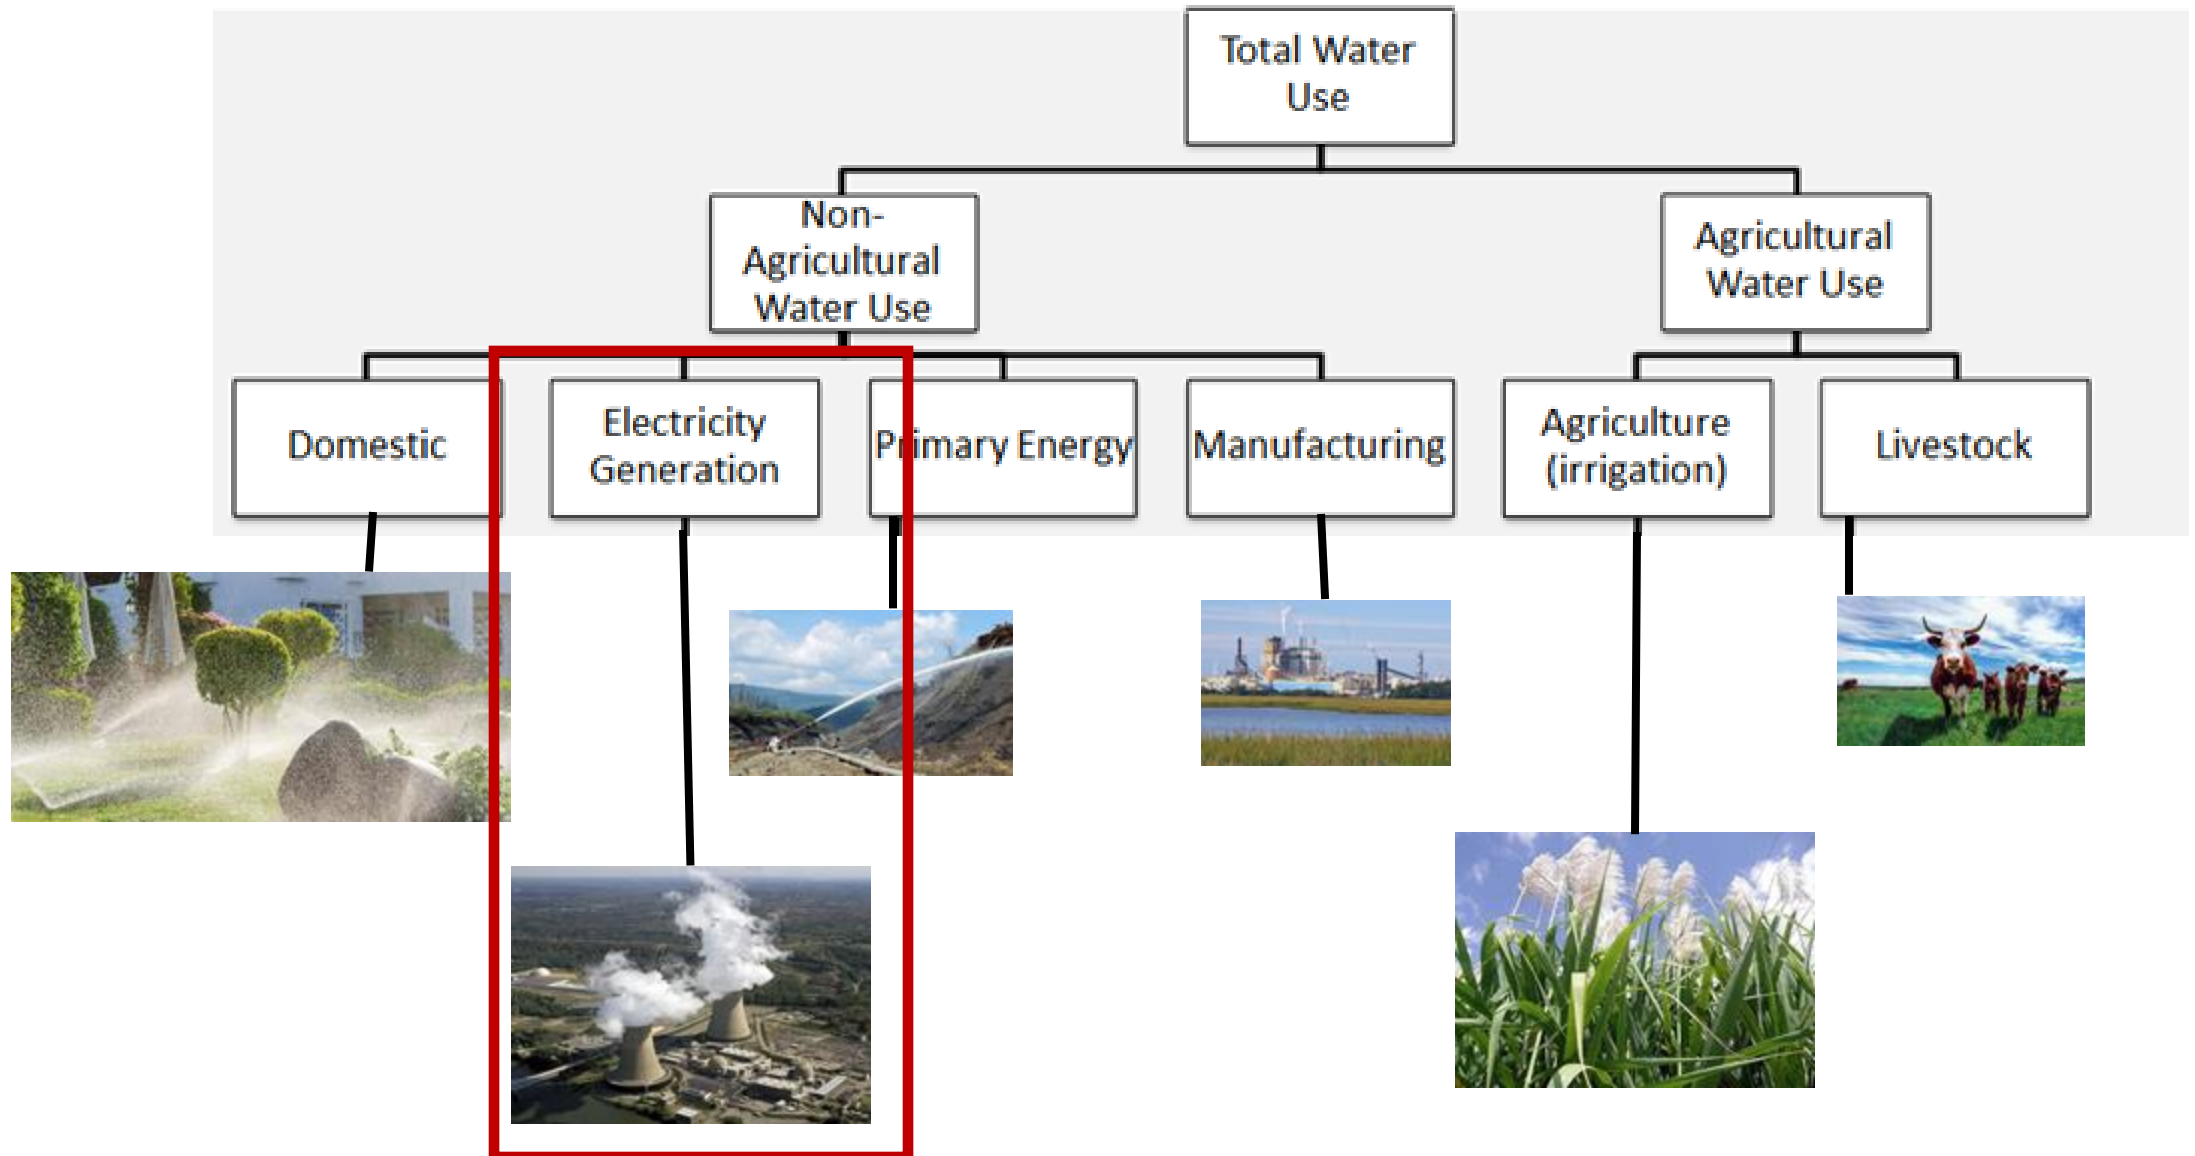 Total Water
Use
Non-
Agricultural
Water Use
Agricultural
Water Use
Domestic
Electricity
Generation
Primary Energy
Manufacturing
Agriculture
(irrigation)
Livestock